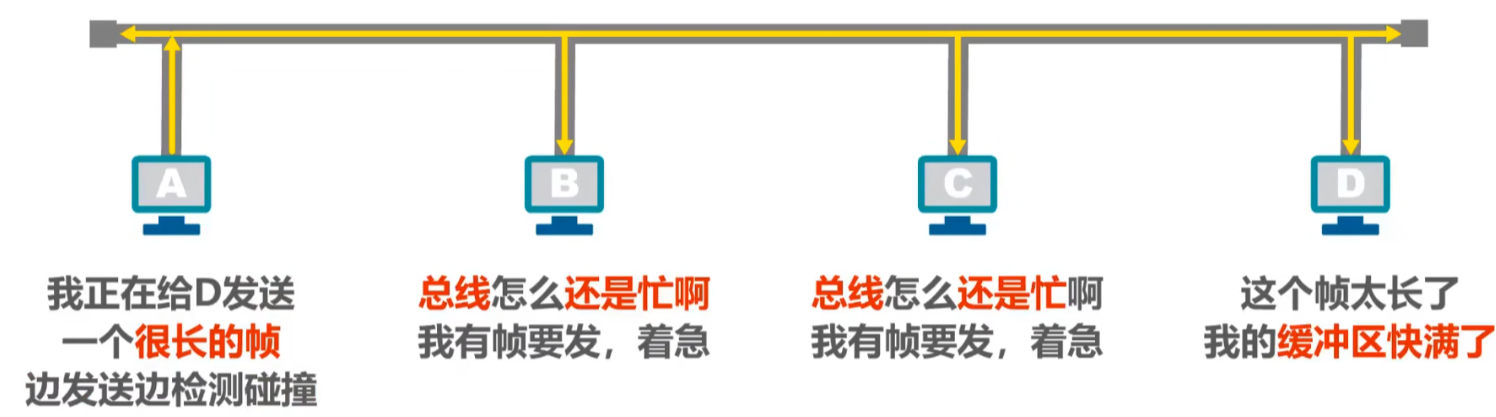 A
B
C
D
我正在给D发送
一个很长的帧
边发送边检测碰撞
总线怎么还是忙啊
我有帧要发，着急
总线怎么还是忙啊
我有帧要发，着急
这个帧太长了
我的缓冲区快满了